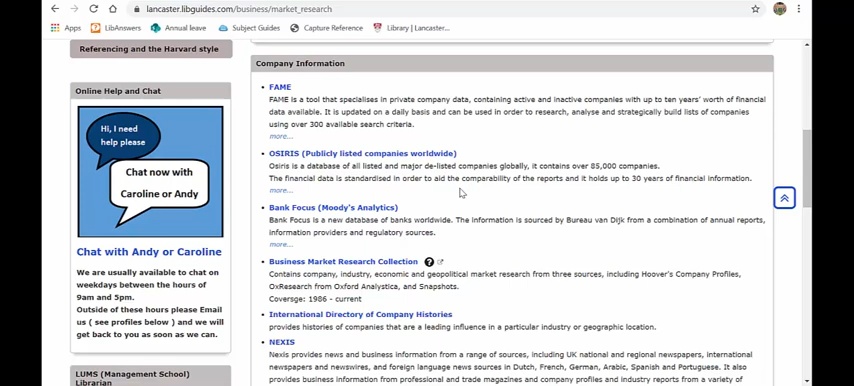 lancaster.libguides.com/business/market_research
Apps LibAnswers Annual leave Subject Guides Capture Reference Library | Lancaster...
Referencing and the Harvard style
Online Help and Chat
Hi, I need
help please
Chat now with
Caroline or Andy
Chat with Andy or Caroline
We are usually available to chat on
weekdays between the hours of
9am and 5pm.
Outside of these hours please Email
us ( see profiles below ) and we will
get back to you as soon as we can.
LUMS (Management School)
Librarian
Company Information
FAME
FAME is a tool that specialises in private company data, containing active and inactive companies with up to ten years' worth of financial
data available. It is updated on a daily basis and can be used in order to research, analyse and strategically build lists of companies
using over 300 available search criteria.
more...
OSIRIS (Publicly listed companies worldwide)
Osiris is a database of all listed and major de-listed companies globally, it contains over 85,000 companies.
The financial data is standardised in order to aid the comparability of the reports and it holds up to 30 years of financial information.
more...
Bank Focus (Moody's Analytics)
Bank Focus is a new database of banks worldwide. The information is sourced by Bureau van Dijk from a combination of annual reports,
information providers and regulatory sources.
more...
Business Market Research Collection ?
Contains company, industry, economic and geopolitical market research from three sources, including Hoover's Company Profiles,
OxResearch from Oxford Analystica, and Snapshots.
Coversge: 1986 - current
International Directory of Company Histories
provides histories of companies that are a leading influence in a particular industry or geographic location.
NEXIS
Nexis provides news and business information from a range of sources, including UK national and regional newspapers, international
newspapers and newswires, and foreign language news sources in Dutch, French, German, Arabic, Spanish and Portuguese. It also
provides business information from professional and trade magazines and company profiles and industry reports from a variety of